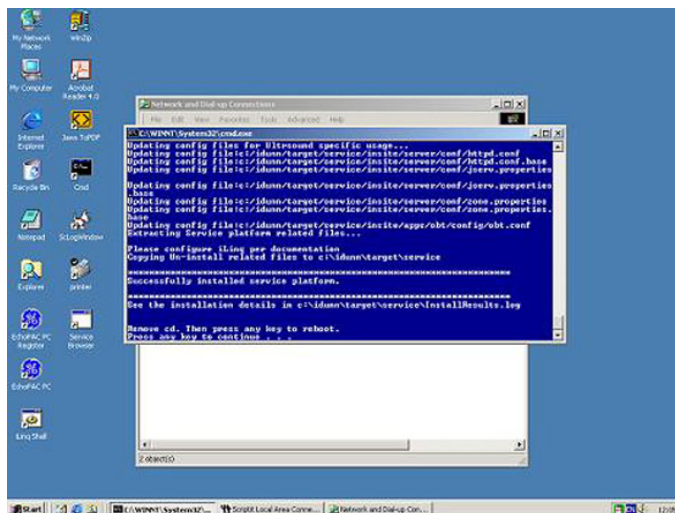 My Network
Places
WinZip
My Computer
Acrobat
Reader 4.0
Internet
Explorer
Java ToPDF
Recycle Bin
Cmd
Notepad
ScLogWindow
Explorer
printer
EchoPAC PC
Register
Service
Browser
EchoPAC PC
iLinq Shell
Network and Dial-up Connections
File Edit View Favorites Tools Advanced Help
C:\WINNT\System32\cmd.exe
Updating config files for Ultrasound specific usage...
Updating config file:c:/idunn/target/service/insite/server/conf/httpd.conf
Updating config file:c:/idunn/target/service/insite/server/conf/httpd.conf.base
Updating config file:c:/idunn/target/service/insite/server/conf/jserv.properties
Updating config file:c:/idunn/target/service/insite/server/conf/jserv.properties
.base
Updating config file:c:/idunn/target/service/insite/server/conf/zone.properties
Updating config file:c:/idunn/target/service/insite/server/conf/zone.properties.
base
Updating config file:c:/idunn/target/service/insite/apps/obt/config/obt.conf
Extracting Service platform related files...
Please configure iLinq per documentation
Copying Un-install related files to c:\idunn\target\service
*******************************************************************
Successfully installed service platform.
*******************************************************************
See the installation details in c:\idunn\target\service\InstallResults.log
Remove cd. Then press any key to reboot.
Press any key to continue . . .
2 object(s)
Start
C:\WINNT\System32\...
ScriptIt Local Area Conne...
Network and Dial-up Con...
EN